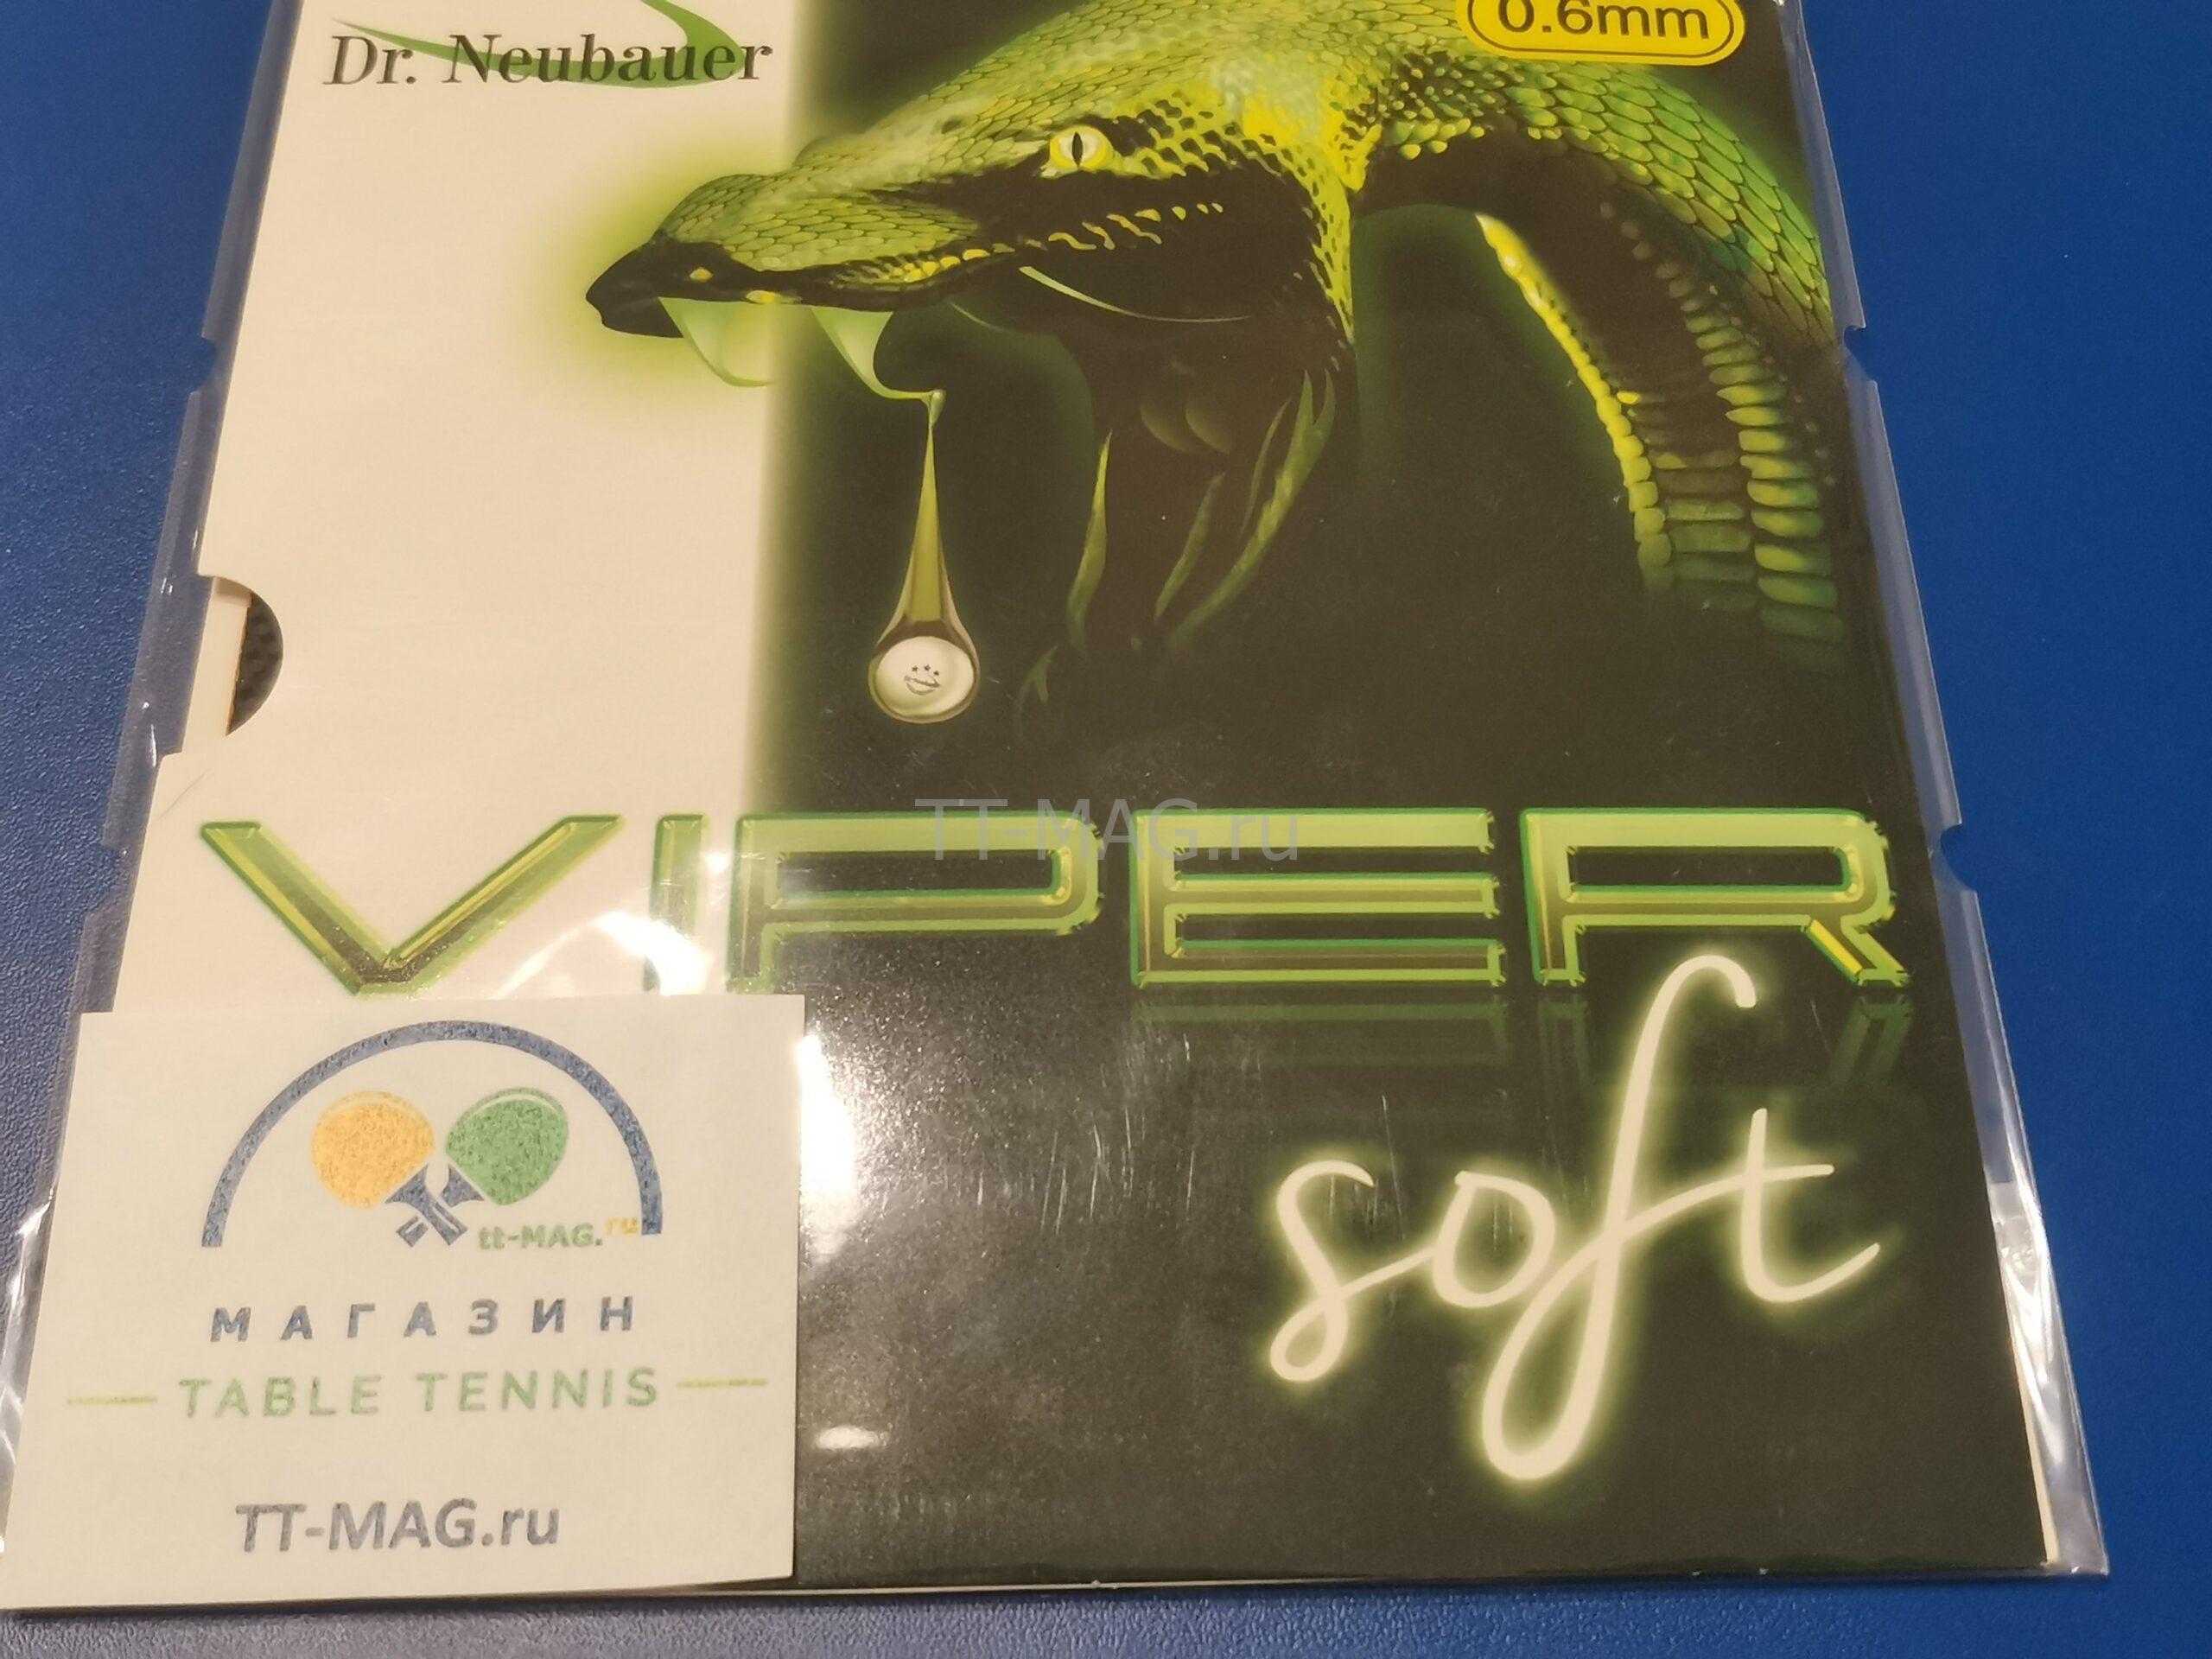 Dr. Neubauer
0.6mm
VIPER
TT-MAG.ru
soft
tt-MAG.ru
МАГАЗИН
TABLE TENNIS
TT-MAG.ru